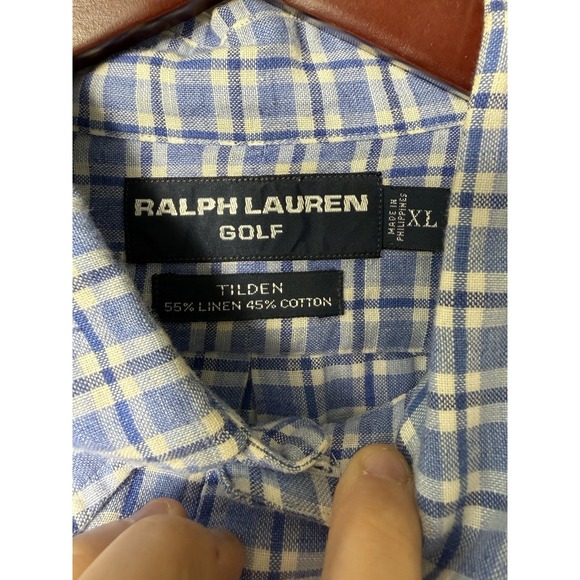 RALPH LAUREN
GOLF
MADE IN
PHILIPPINES
XL
TILDEN
55% LINEN 45% COTTON